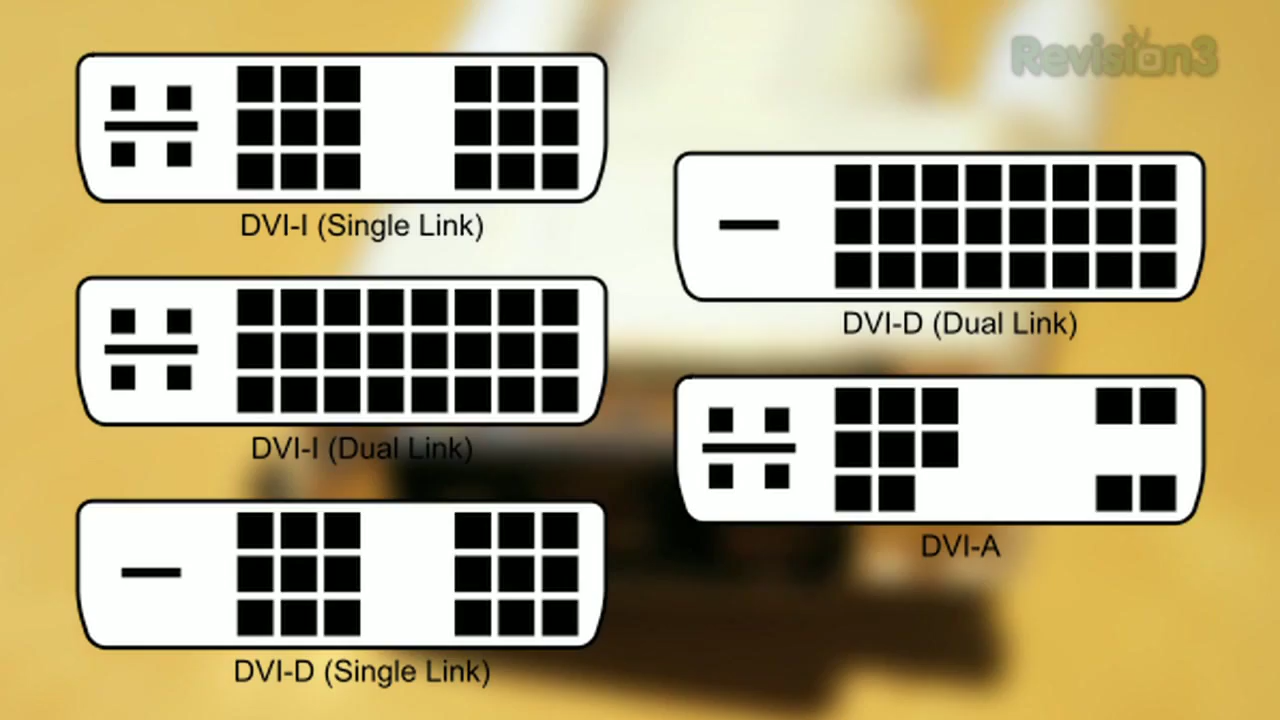 Revision3
DVI-I (Single Link)
DVI-D (Dual Link)
DVI-I (Dual Link)
DVI-A
DVI-D (Single Link)